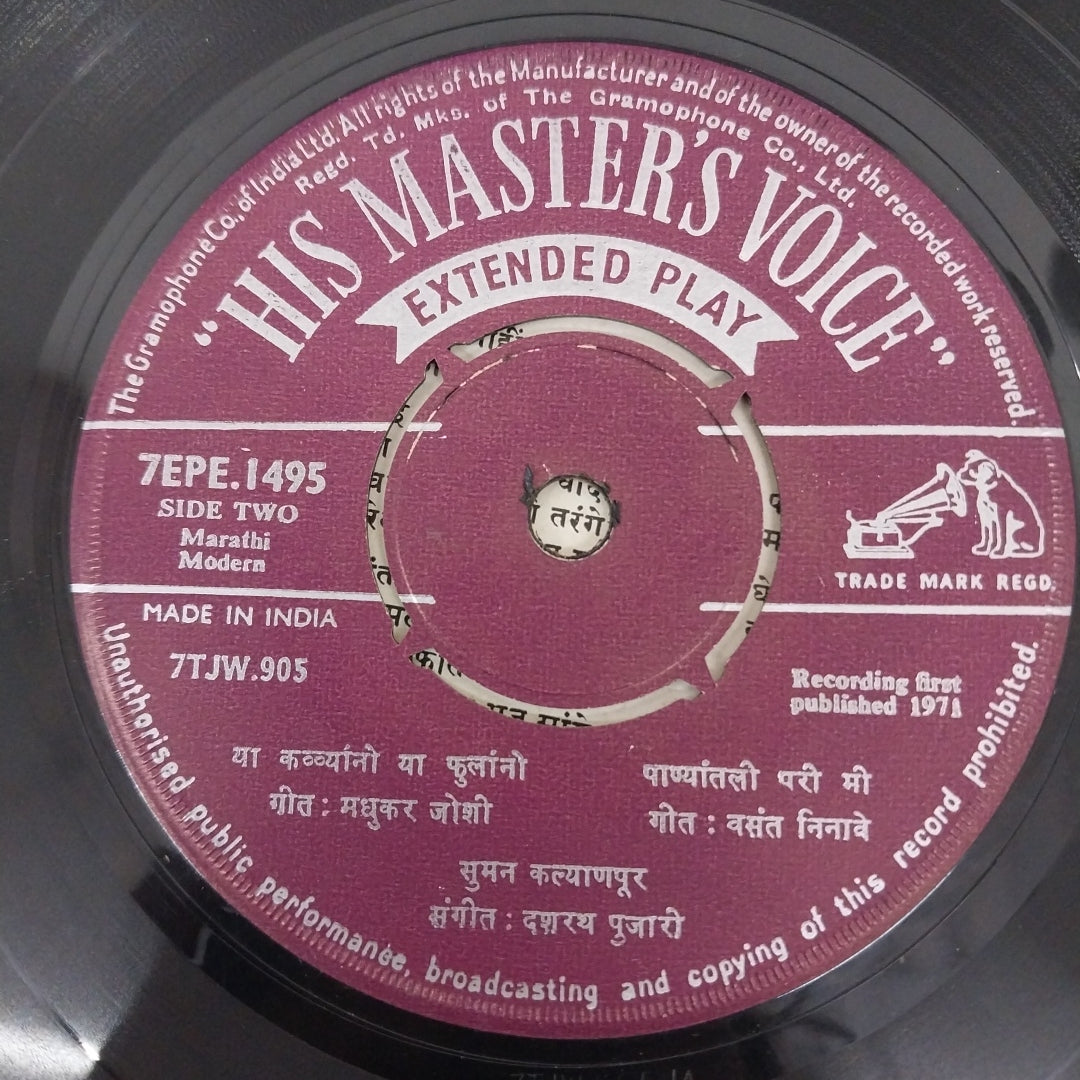 The Gramophone Co., of India Ltd. All rights of the Manufacturer and of the owner of the recorded work reserved.
Regd. Td. Mks. of The Gramophone Co., Ltd.
"HIS MASTER'S VOICE"
EXTENDED PLAY
7EPE.1495
SIDE TWO
Marathi
Modern
TRADE MARK REGD.
MADE IN INDIA
7TJW.905
Recording first
published 1971
या कळ्यांनो या फुलांनो
गीत : मधुकर जोशी
पाण्यांतली परी मी
गीत : वसंत निनावे
सुमन कल्याणपूर
संगीत : दशरथ पुजारी
Unauthorised public performance, broadcasting and copying of this record prohibited.
तरंगे